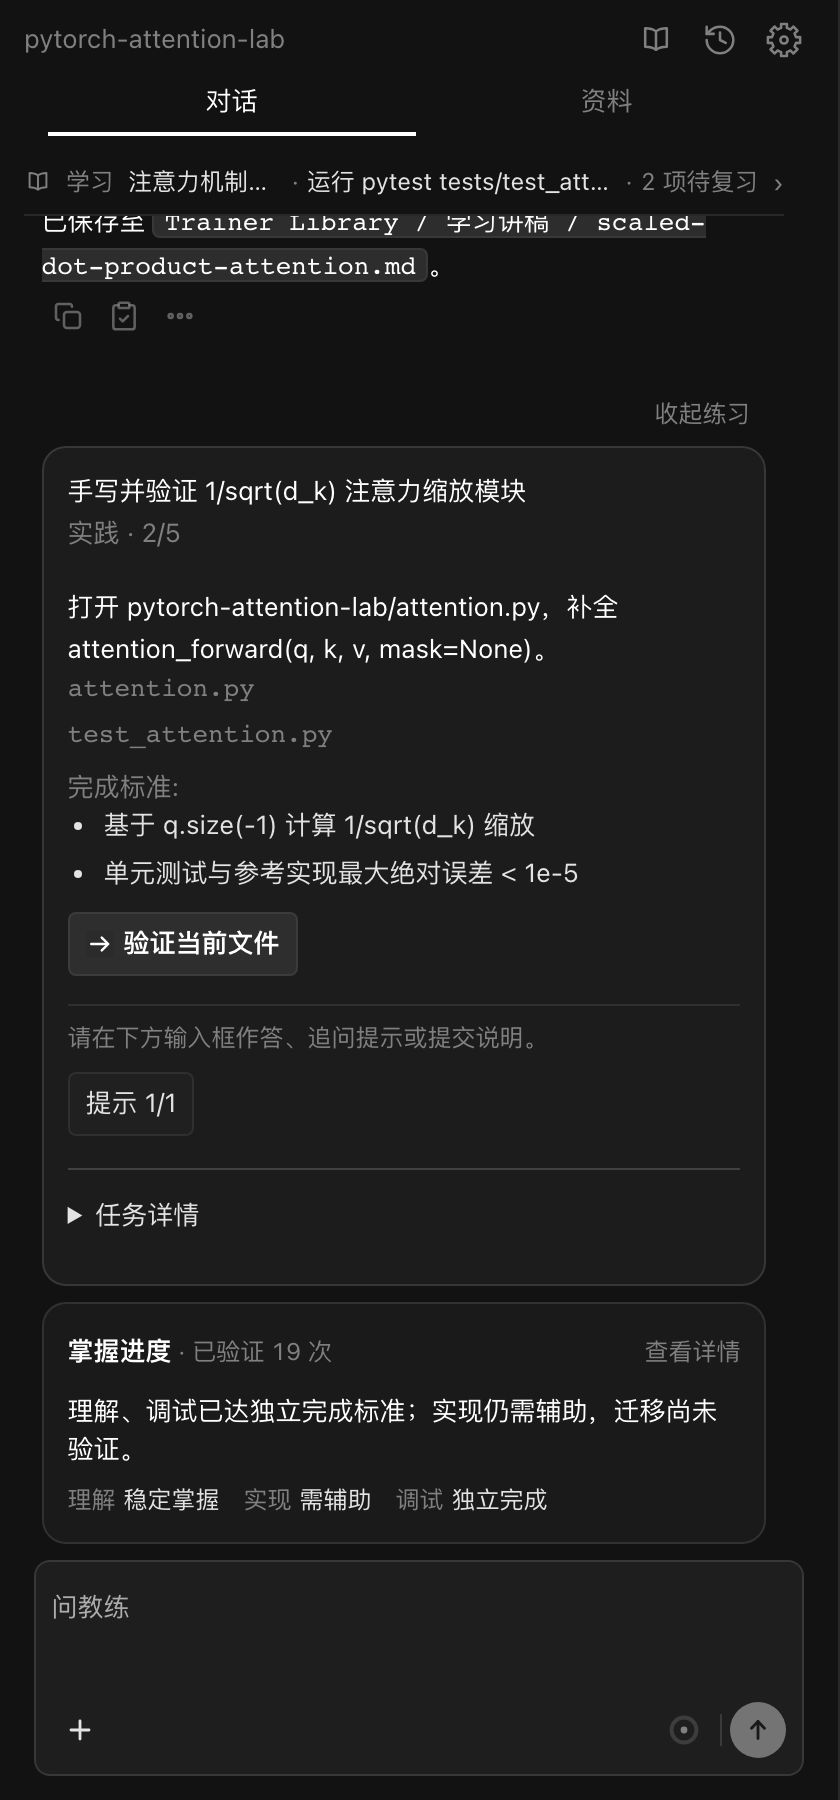 pytorch-attention-lab
对话 资料
学习 注意力机制... · 运行 pytest tests/test_att... · 2 项待复习 ›
已保存至 Trainer Library / 学习讲稿 / scaled-
dot-product-attention.md 。
收起练习
手写并验证 1/sqrt(d_k) 注意力缩放模块
实践 · 2/5
打开 pytorch-attention-lab/attention.py，补全
attention_forward(q, k, v, mask=None)。
attention.py
test_attention.py
完成标准:
• 基于 q.size(-1) 计算 1/sqrt(d_k) 缩放
• 单元测试与参考实现最大绝对误差 < 1e-5
→ 验证当前文件
请在下方输入框作答、追问提示或提交说明。
提示 1/1
▶ 任务详情
掌握进度 · 已验证 19 次 查看详情
理解、调试已达独立完成标准；实现仍需辅助，迁移尚未
验证。
理解 稳定掌握 实现 需辅助 调试 独立完成
问教练